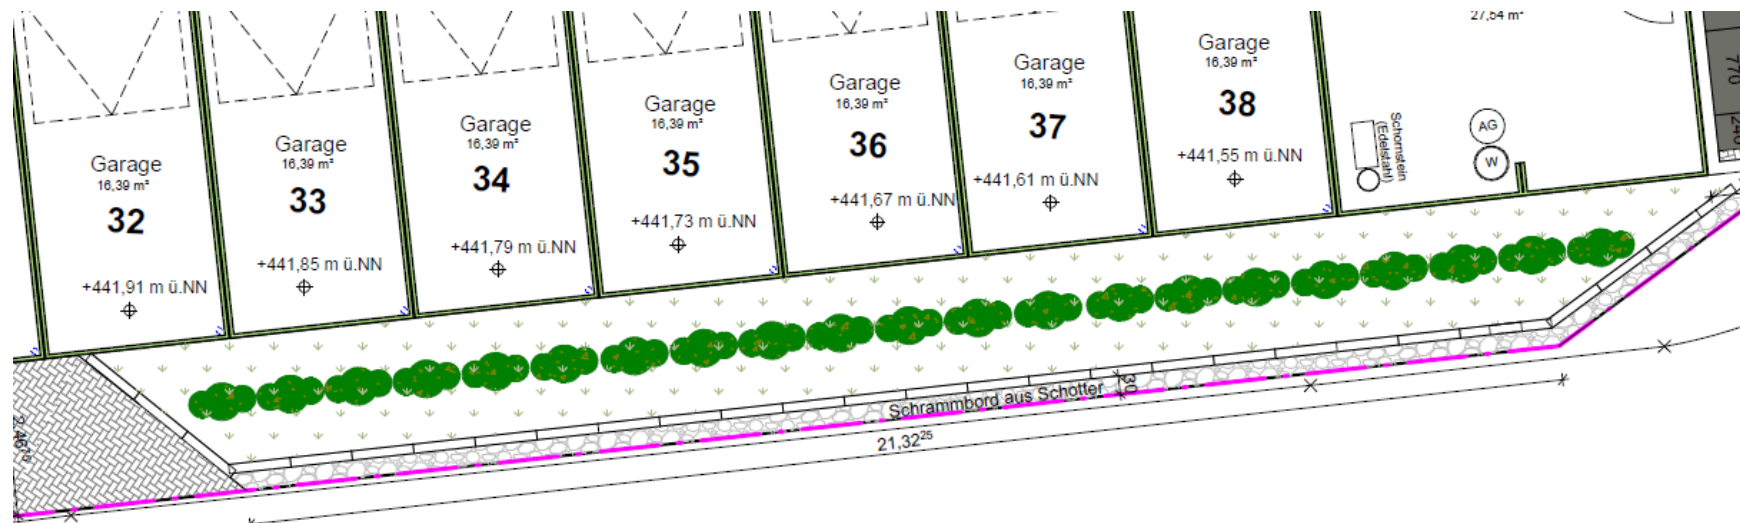 27,54 m²
Garage
16,39 m²
32
+441,91 m ü.NN
Garage
16,39 m²
33
+441,85 m ü.NN
Garage
16,39 m²
34
+441,79 m ü.NN
Garage
16,39 m²
35
+441,73 m ü.NN
Garage
16,39 m²
36
+441,67 m ü.NN
Garage
16,39 m²
37
+441,61 m ü.NN
Garage
16,39 m²
38
+441,55 m ü.NN
Schornstein
(Edelstahl)
AG
W
770
240
Schrammbord aus Schotter
30
21,32²⁵